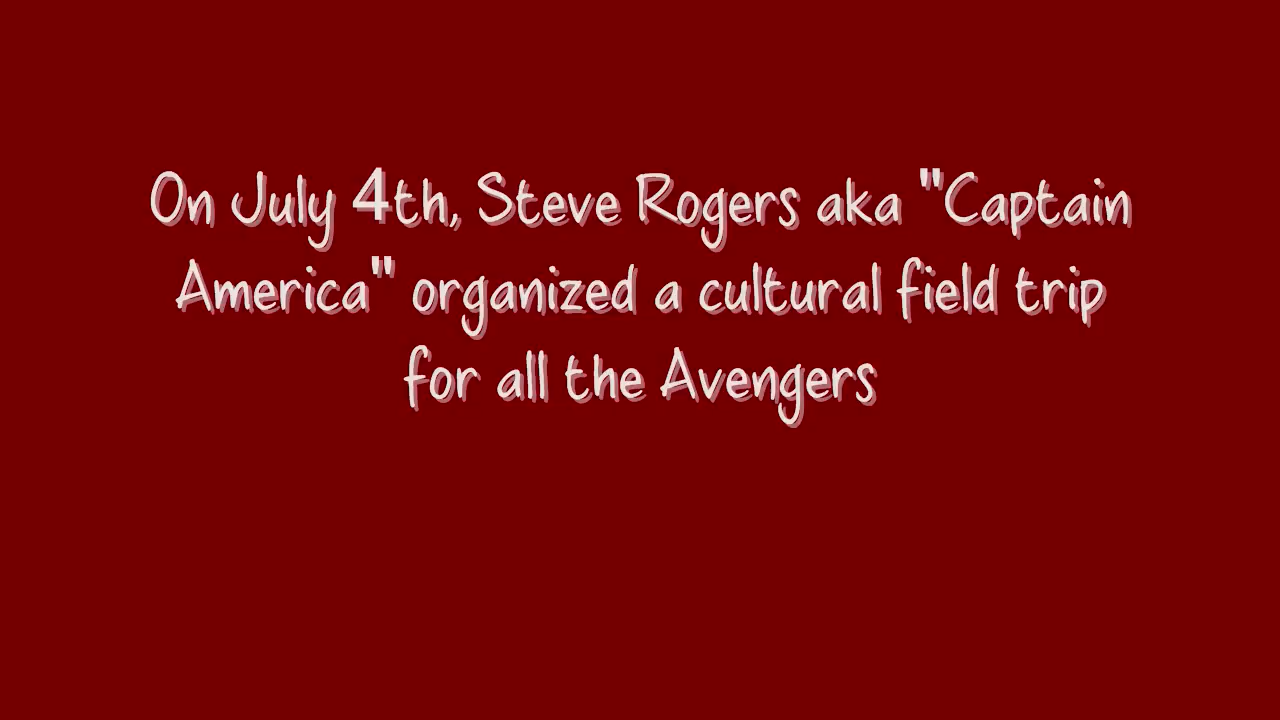 On July 4th, Steve Rogers aka "Captain
America" organized a cultural field trip
for all the Avengers